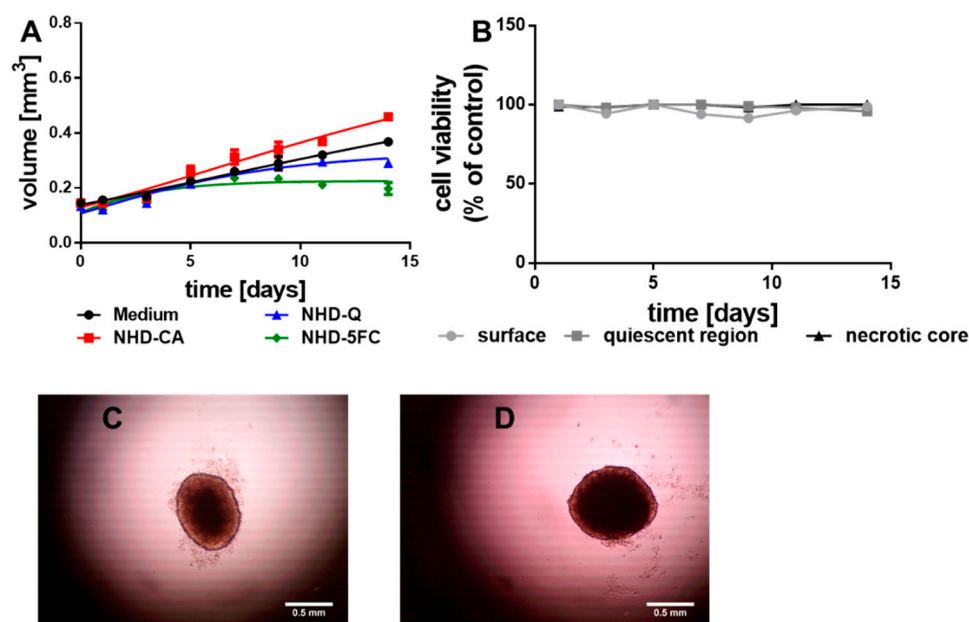 A
volume [mm3]
0.8
0.6
0.4
0.2
0.0
0
5
10
15
time [days]
Medium
NHD-Q
NHD-CA
NHD-5FC
B
cell viability
(% of control)
150
100
50
0
0
5
10
15
time [days]
surface
quiescent region
necrotic core
C
0.5 mm
D
0.5 mm